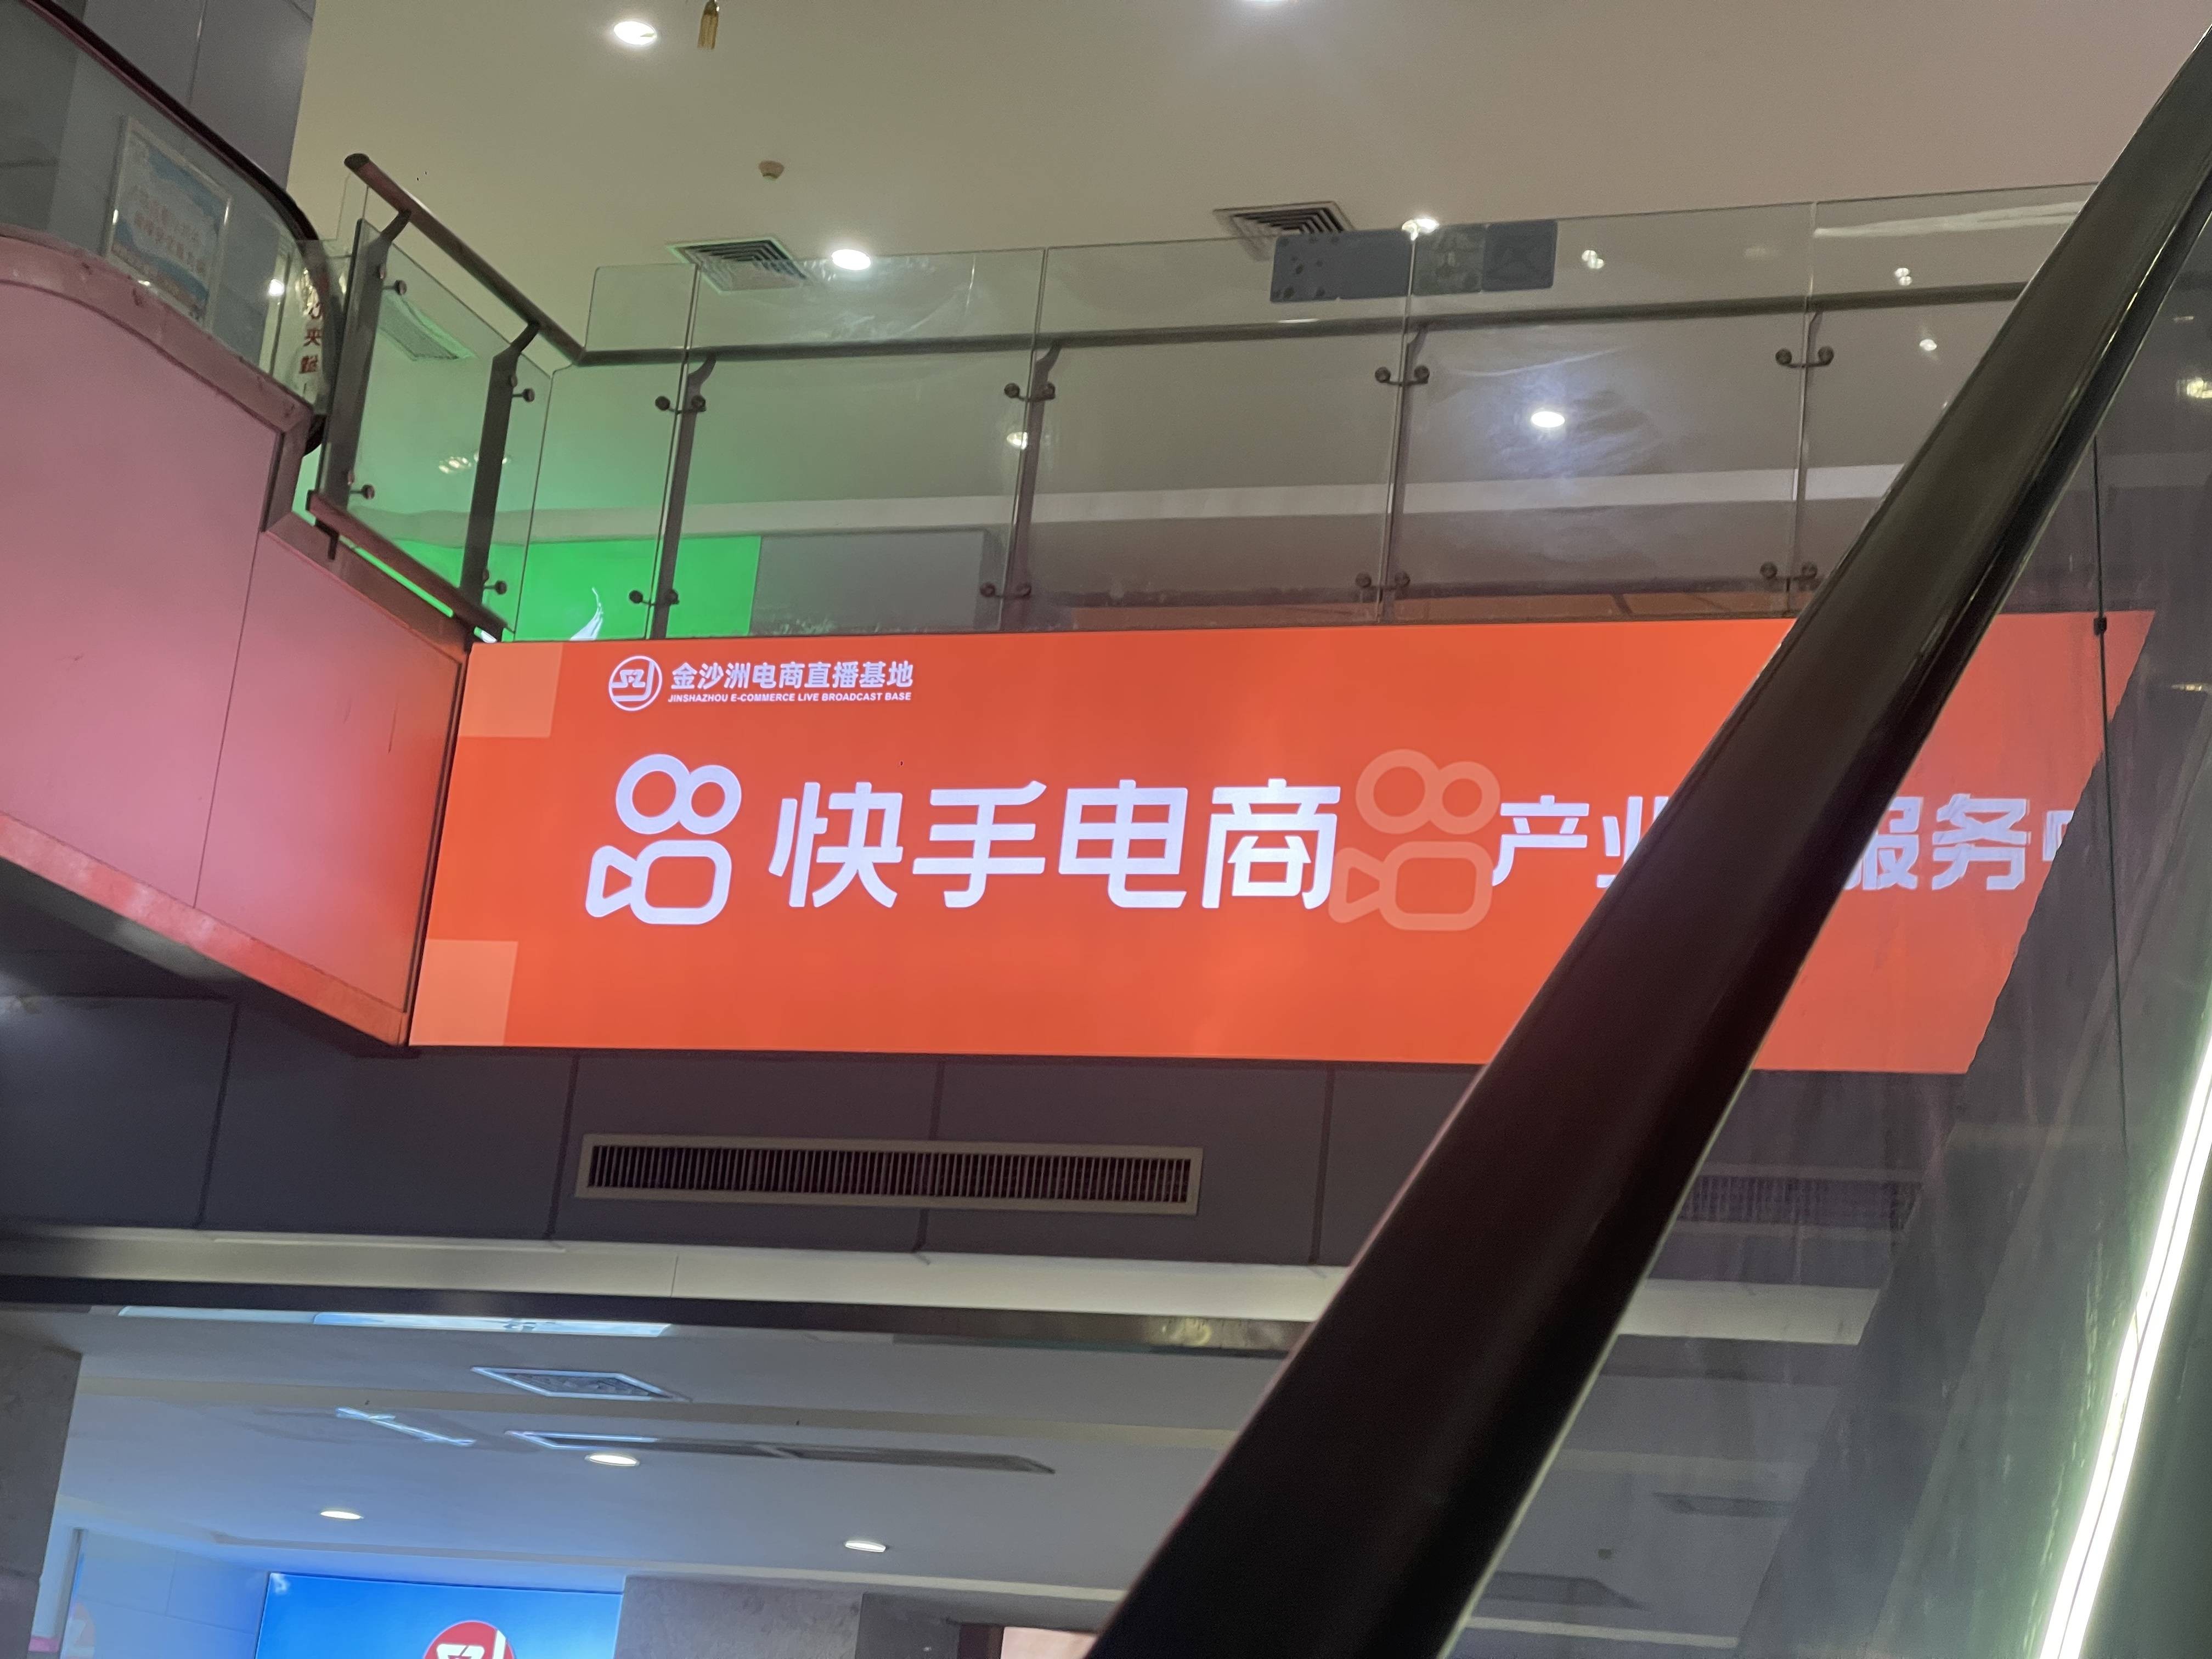 金沙洲电商直播基地
JINSHAZHOU E-COMMERCE LIVE BROADCAST BASE
快手电商 产业 服务